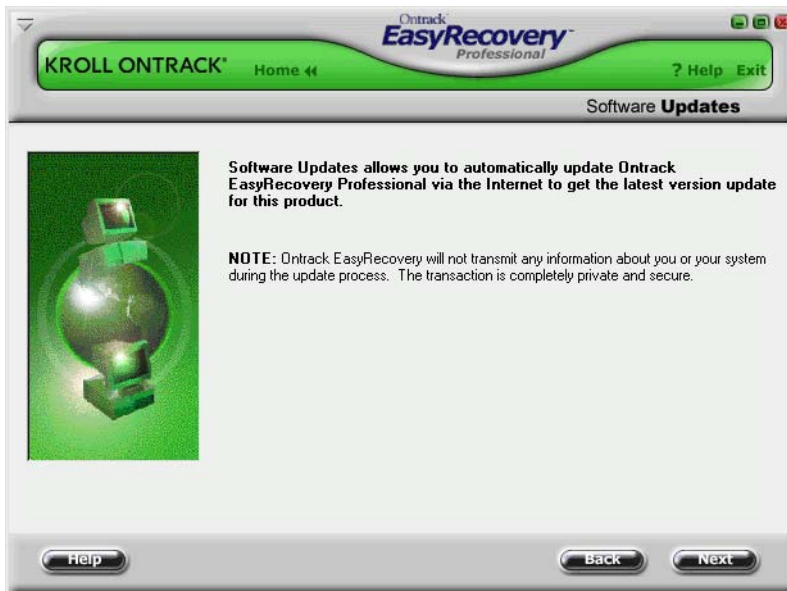 Ontrack
EasyRecovery™
Professional
KROLL ONTRACK®
Home
? Help Exit
Software Updates
Software Updates allows you to automatically update Ontrack
EasyRecovery Professional via the Internet to get the latest version update
for this product.
NOTE: Ontrack EasyRecovery will not transmit any information about you or your system
during the update process. The transaction is completely private and secure.
Help
Back
Next